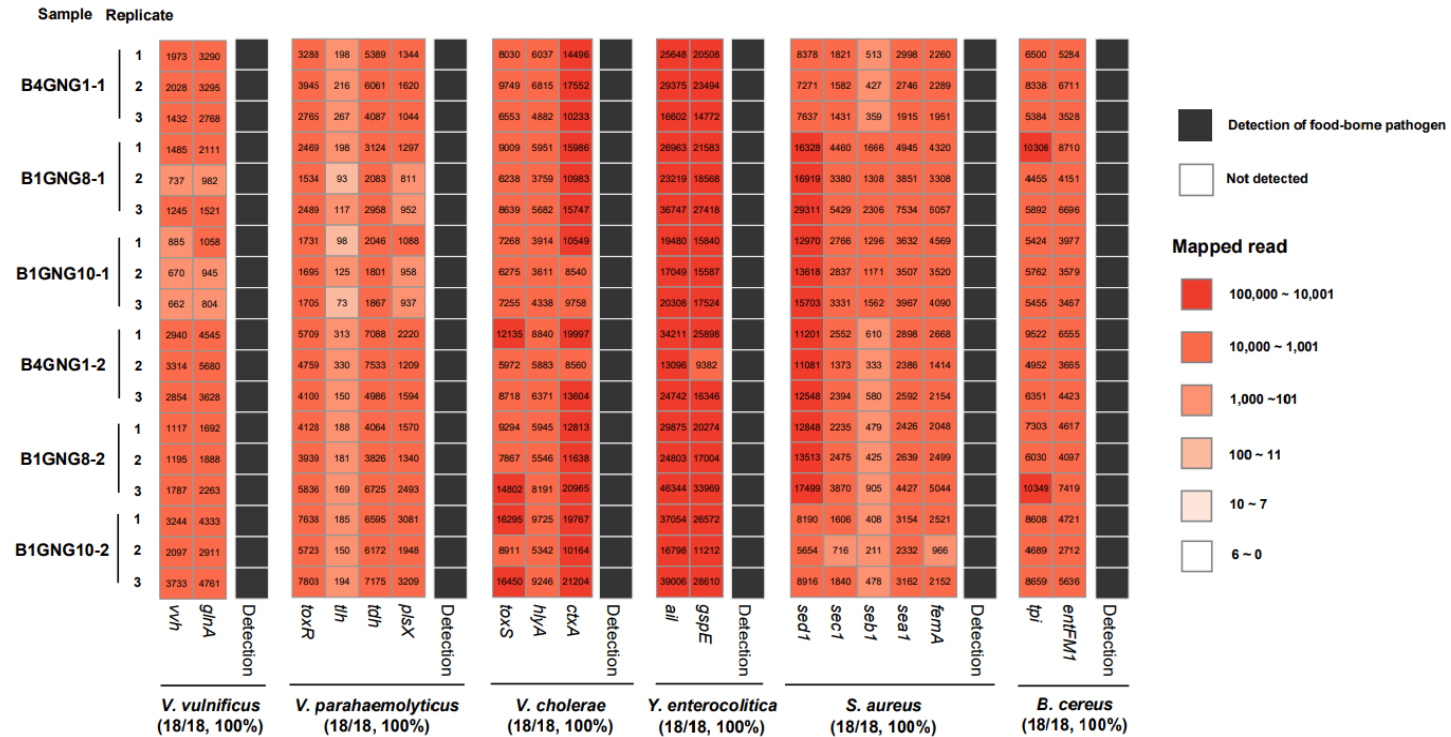 Sample Replicate
1 1973 3290 3288 198 5389 1344 8030 6037 14496 25648 20508 8378 1821 513 2998 2260 6500 5284
B4GNG1-1 2 2028 3295 3945 216 6061 1620 9749 6815 17552 29375 23494 7271 1582 427 2746 2289 8338 6711
3 1432 2768 2765 267 4087 1044 6553 4882 10233 16602 14772 7637 1431 359 1915 1951 5384 3528
1 1485 2111 2469 198 3124 1297 9009 5951 15986 26963 21583 16328 4460 1666 4945 4320 10306 8710
B1GNG8-1 2 737 982 1534 93 2083 811 6238 3759 10983 23219 18568 16919 3380 1308 3851 3308 4455 4151
3 1245 1521 2489 117 2958 952 8639 5682 15747 36747 27418 29311 5429 2306 7534 6057 5892 6696
1 885 1058 1731 98 2046 1088 7268 3914 10549 19480 15840 12970 2766 1296 3632 4569 5424 3977
B1GNG10-1 2 670 945 1695 125 1801 958 6275 3611 8540 17049 15587 13618 2837 1171 3507 3520 5762 3579
3 662 804 1705 73 1867 937 7255 4338 9758 20308 17524 15703 3331 1562 3967 4090 5455 3467
1 2940 4545 5709 313 7088 2220 12135 8840 19997 34211 25898 11201 2552 610 2898 2668 9522 6555
B4GNG1-2 2 3314 5680 4759 330 7533 1209 5972 5883 8560 13096 9382 11081 1373 333 2386 1414 4952 3665
3 2854 3628 4100 150 4986 1594 8718 6371 13604 24742 16346 12548 2394 580 2592 2154 6351 4423
1 1117 1692 4128 188 4064 1570 9294 5945 12813 29875 20274 12848 2235 479 2426 2048 7303 4617
B1GNG8-2 2 1195 1888 3939 181 3826 1340 7867 5546 11638 24803 17004 13513 2475 425 2639 2499 6030 4097
3 1787 2263 5836 169 6725 2493 14802 8191 20965 46344 33969 17499 3870 905 4427 5044 10349 7419
1 3244 4333 7638 185 6595 3081 16295 9725 19767 37054 26572 8190 1606 408 3154 2521 8608 4721
B1GNG10-2 2 2097 2911 5723 150 6172 1948 8911 5342 10164 16798 11212 5654 716 211 2332 966 4689 2712
3 3733 4761 7803 194 7175 3209 16450 9246 21204 39006 28610 8916 1840 478 3162 2152 8659 5636
vvh glnA Detection toxR tlh tdh plsX Detection toxS hlyA ctxA Detection ail gspE Detection sed1 sec1 seb1 sea1 femA Detection tpi entFM1 Detection
V. vulnificus V. parahaemolyticus V. cholerae Y. enterocolitica S. aureus B. cereus
(18/18, 100%) (18/18, 100%) (18/18, 100%) (18/18, 100%) (18/18, 100%) (18/18, 100%)
Detection of food-borne pathogen
Not detected
Mapped read
100,000 ~ 10,001
10,000 ~ 1,001
1,000 ~101
100 ~ 11
10 ~ 7
6 ~ 0